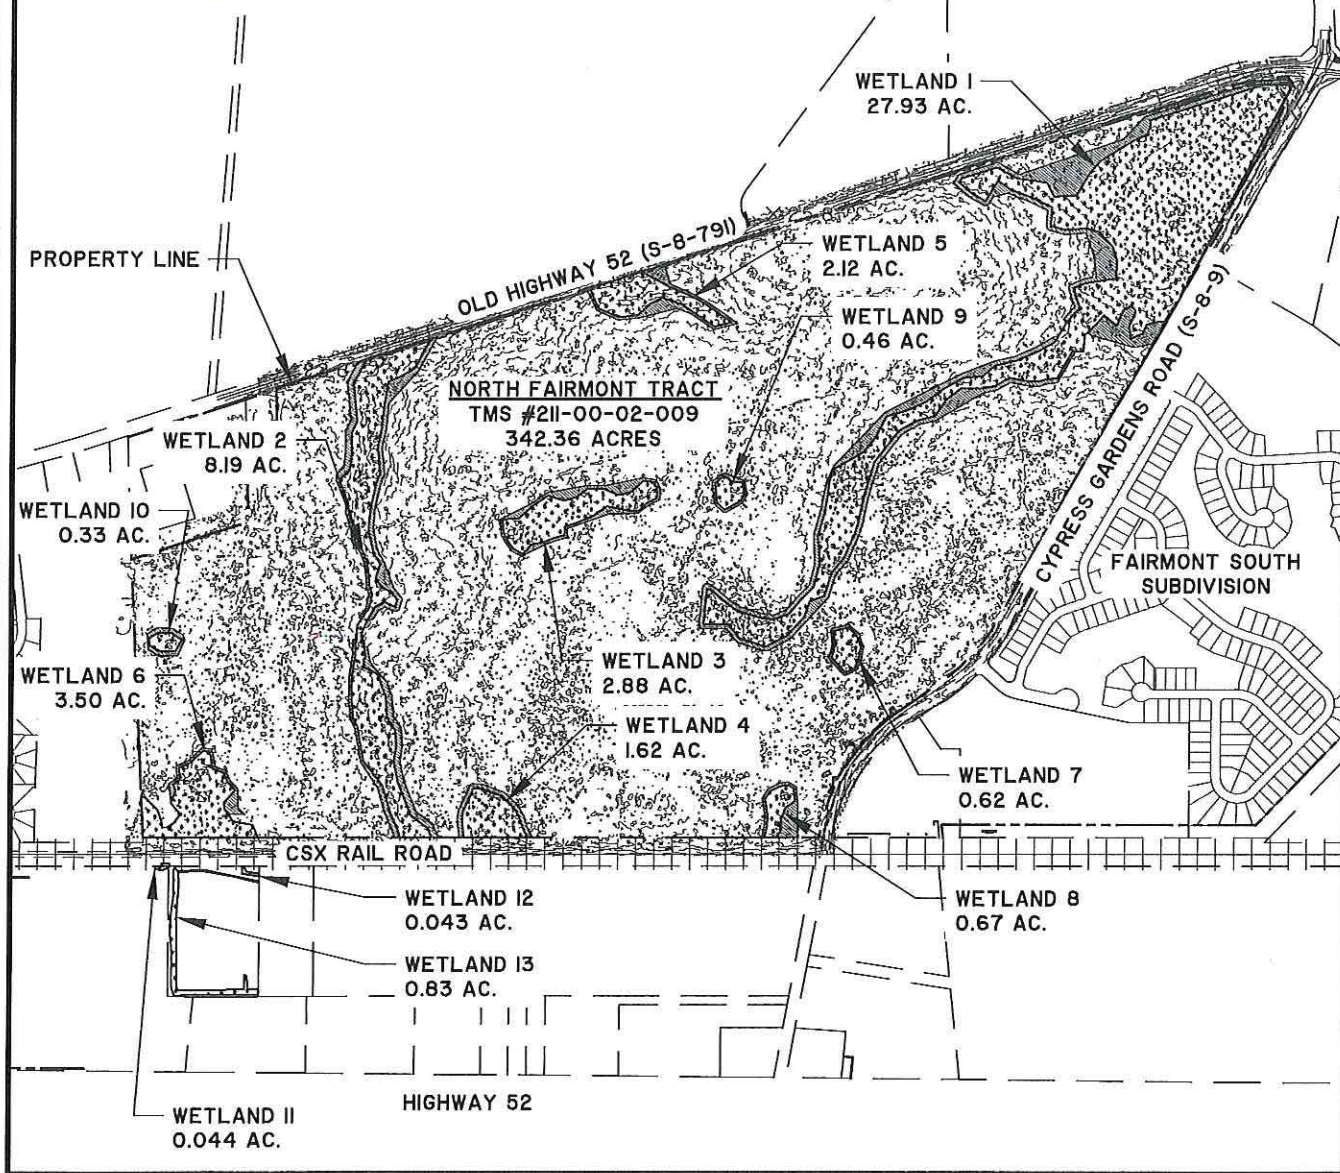 WETLAND 1
27.93 AC.
PROPERTY LINE
OLD HIGHWAY 52 (S-8-791)
WETLAND 5
2.12 AC.
WETLAND 9
0.46 AC.
NORTH FAIRMONT TRACT
TMS #211-00-02-009
342.36 ACRES
WETLAND 2
8.19 AC.
CYPRESS GARDENS ROAD (S-8-9)
WETLAND 10
0.33 AC.
FAIRMONT SOUTH
SUBDIVISION
WETLAND 3
2.88 AC.
WETLAND 6
3.50 AC.
WETLAND 4
1.62 AC.
WETLAND 7
0.62 AC.
CSX RAIL ROAD
WETLAND 12
0.043 AC.
WETLAND 8
0.67 AC.
WETLAND 13
0.83 AC.
HIGHWAY 52
WETLAND 11
0.044 AC.